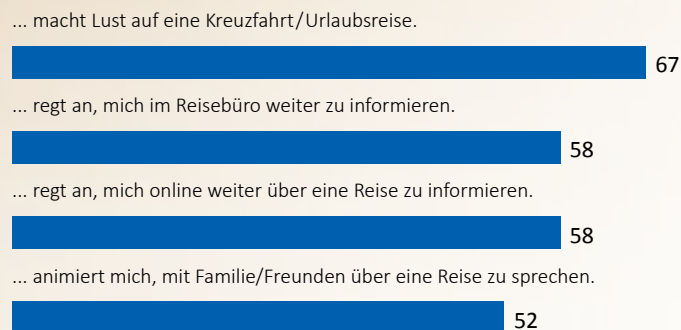 ... macht Lust auf eine Kreuzfahrt/Urlaubsreise.
67
... regt an, mich im Reisebüro weiter zu informieren.
58
... regt an, mich online weiter über eine Reise zu informieren.
58
... animiert mich, mit Familie/Freunden über eine Reise zu sprechen.
52